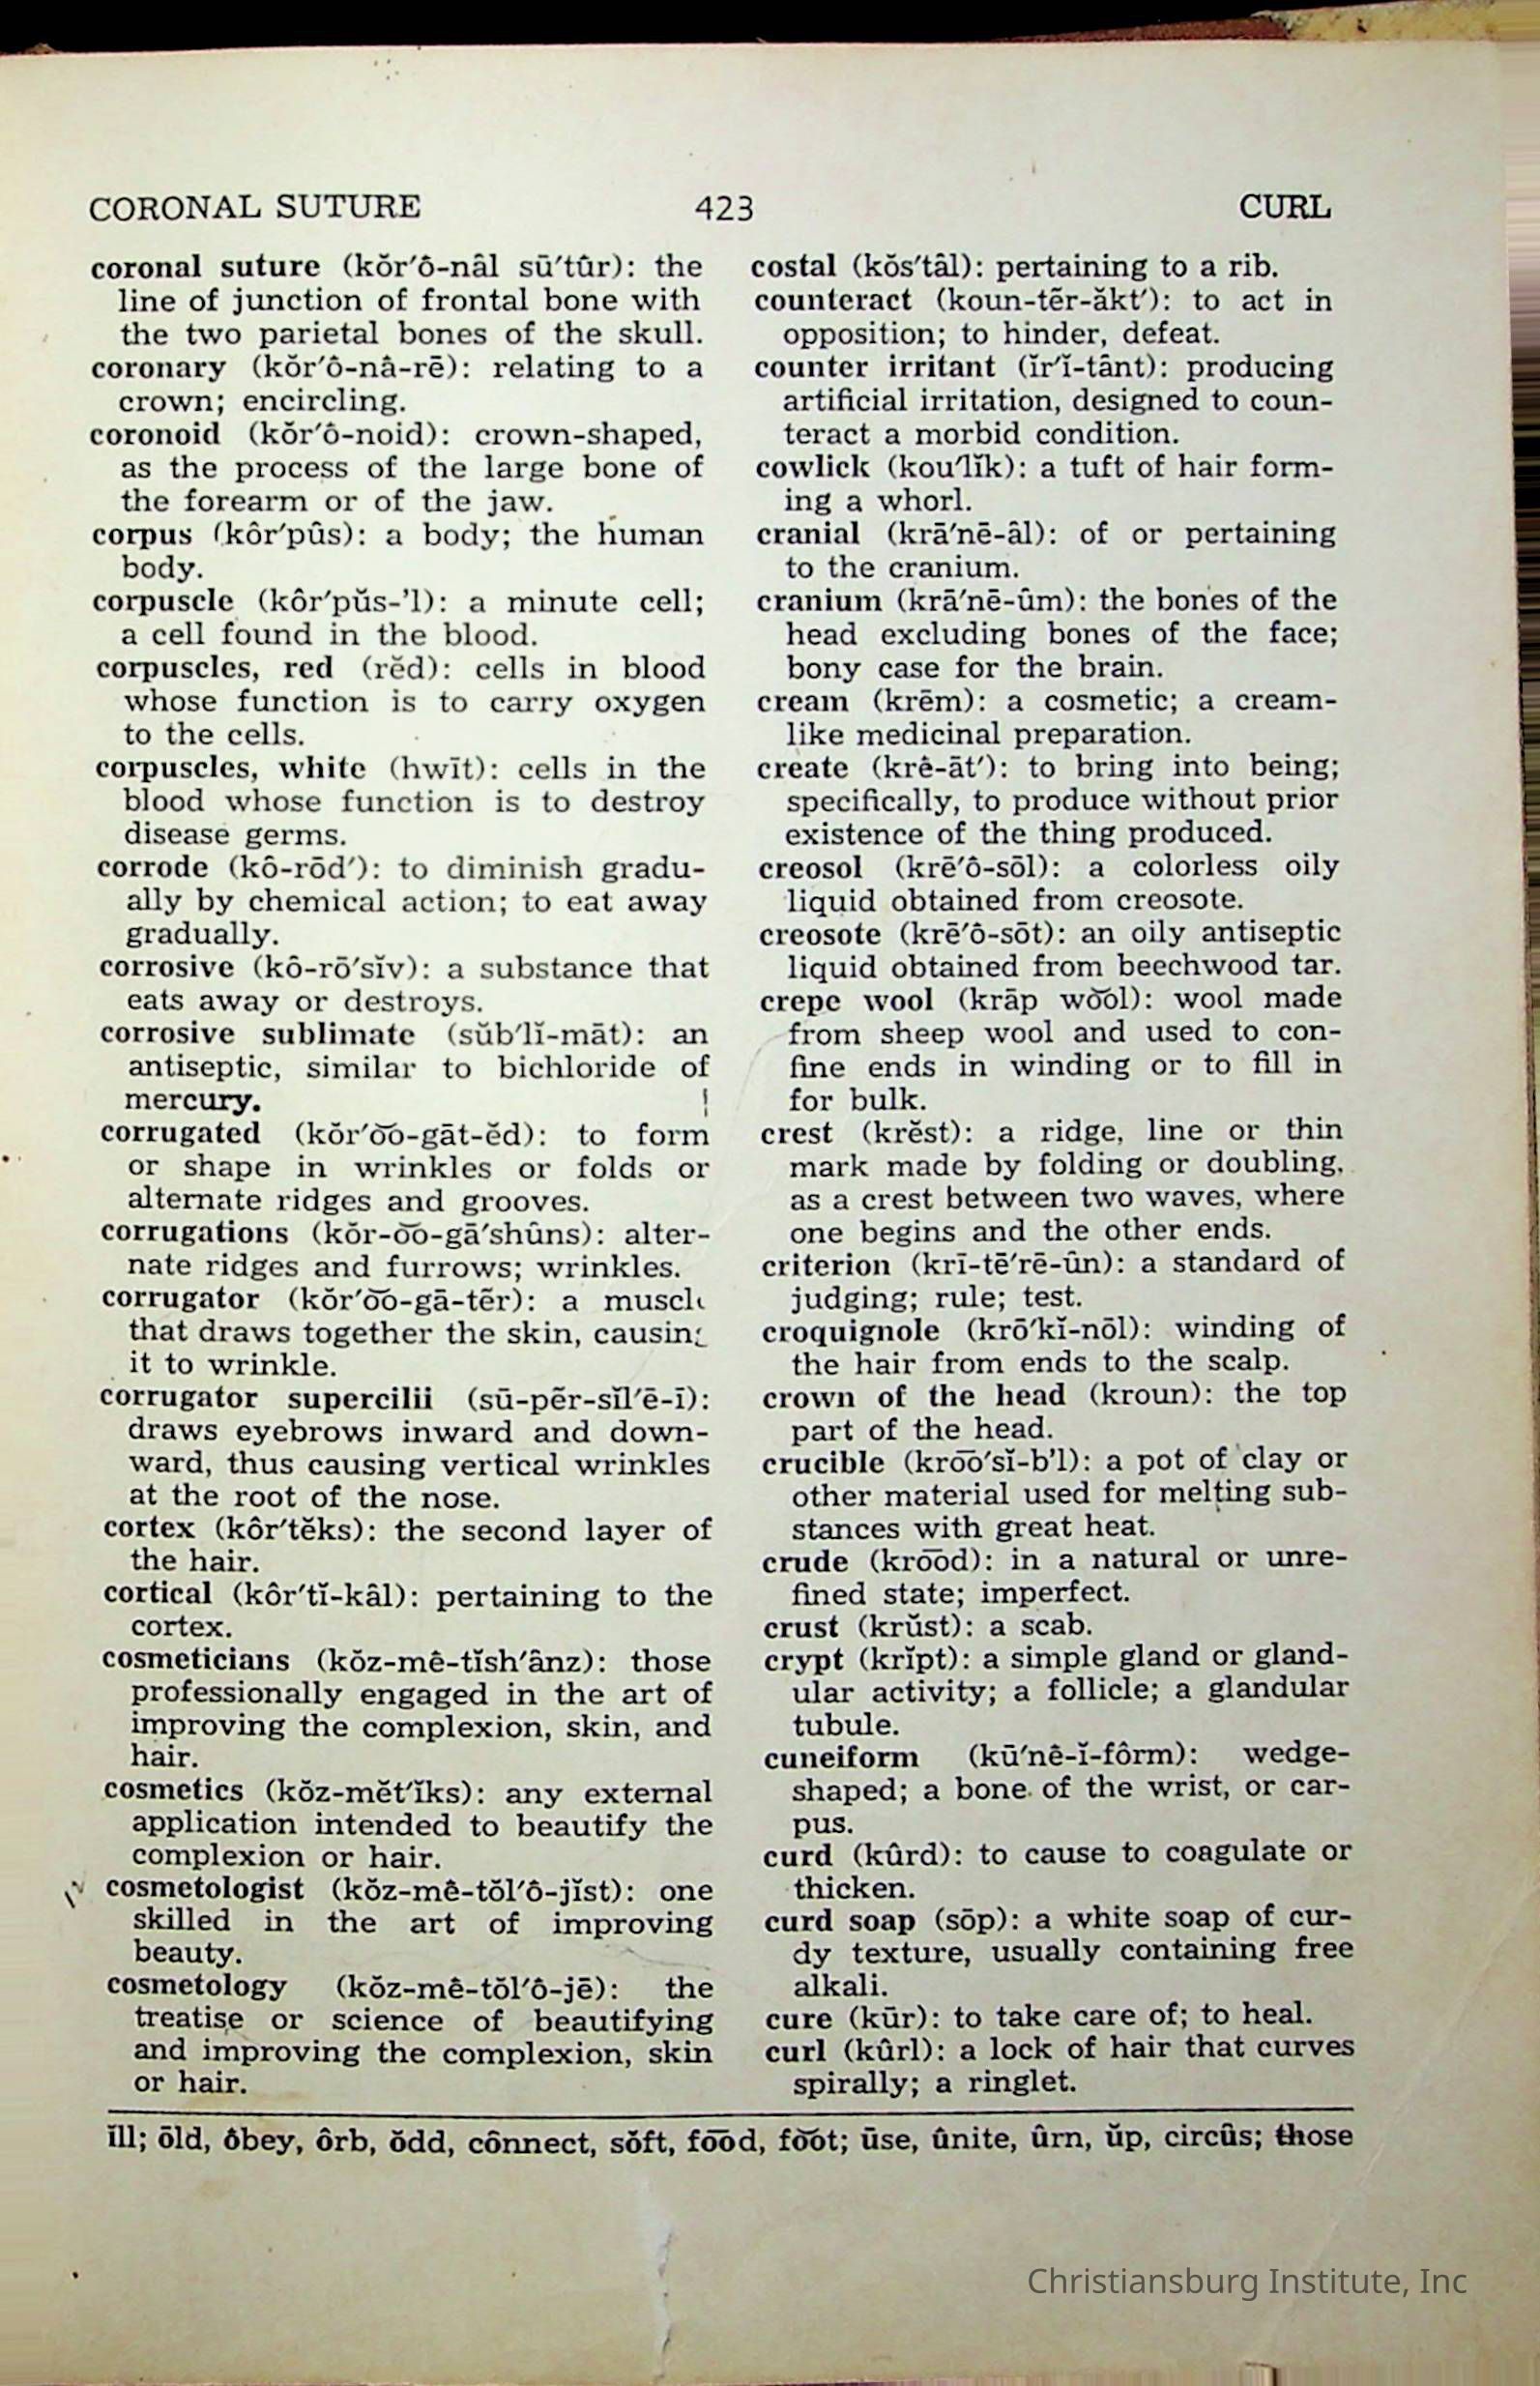 CORONAL SUTURE 423 CURL
coronal suture (kŏr′ô-nâl sū′tûr): the
line of junction of frontal bone with
the two parietal bones of the skull.
coronary (kŏr′ô-nâ-rē): relating to a
crown; encircling.
coronoid (kŏr′ô-noid): crown-shaped,
as the process of the large bone of
the forearm or of the jaw.
corpus (kôr′pûs): a body; the human
body.
corpuscle (kôr′pŭs-’l): a minute cell;
a cell found in the blood.
corpuscles, red (rĕd): cells in blood
whose function is to carry oxygen
to the cells.
corpuscles, white (hwīt): cells in the
blood whose function is to destroy
disease germs.
corrode (kô-rōd′): to diminish gradu-
ally by chemical action; to eat away
gradually.
corrosive (kô-rō′sĭv): a substance that
eats away or destroys.
corrosive sublimate (sŭb′lĭ-māt): an
antiseptic, similar to bichloride of
mercury.
corrugated (kŏr′o͝o-gāt-ĕd): to form
or shape in wrinkles or folds or
alternate ridges and grooves.
corrugations (kŏr-o͝o-gā′shûns): alter-
nate ridges and furrows; wrinkles.
corrugator (kŏr′o͝o-gā-tẽr): a muscle
that draws together the skin, causing
it to wrinkle.
corrugator supercilii (sū-pẽr-sĭl′ē-ī):
draws eyebrows inward and down-
ward, thus causing vertical wrinkles
at the root of the nose.
cortex (kôr′tĕks): the second layer of
the hair.
cortical (kôr′tĭ-kâl): pertaining to the
cortex.
cosmeticians (kŏz-mê-tĭsh′ânz): those
professionally engaged in the art of
improving the complexion, skin, and
hair.
cosmetics (kŏz-mĕt′ĭks): any external
application intended to beautify the
complexion or hair.
cosmetologist (kŏz-mê-tŏl′ô-jĭst): one
skilled in the art of improving
beauty.
cosmetology (kŏz-mê-tŏl′ô-jē): the
treatise or science of beautifying
and improving the complexion, skin
or hair.
costal (kŏs′tâl): pertaining to a rib.
counteract (koun-tẽr-ăkt′): to act in
opposition; to hinder, defeat.
counter irritant (ĭr′ĭ-tânt): producing
artificial irritation, designed to coun-
teract a morbid condition.
cowlick (kou′lĭk): a tuft of hair form-
ing a whorl.
cranial (krā′nē-âl): of or pertaining
to the cranium.
cranium (krā′nē-ûm): the bones of the
head excluding bones of the face;
bony case for the brain.
cream (krēm): a cosmetic; a cream-
like medicinal preparation.
create (krê-āt′): to bring into being;
specifically, to produce without prior
existence of the thing produced.
creosol (krē′ô-sōl): a colorless oily
liquid obtained from creosote.
creosote (krē′ô-sōt): an oily antiseptic
liquid obtained from beechwood tar.
crepe wool (krāp wo͝ol): wool made
from sheep wool and used to con-
fine ends in winding or to fill in
for bulk.
crest (krĕst): a ridge, line or thin
mark made by folding or doubling,
as a crest between two waves, where
one begins and the other ends.
criterion (krī-tē′rē-ûn): a standard of
judging; rule; test.
croquignole (krō′kĭ-nōl): winding of
the hair from ends to the scalp.
crown of the head (kroun): the top
part of the head.
crucible (kro͞o′sĭ-b’l): a pot of clay or
other material used for melting sub-
stances with great heat.
crude (kro͞od): in a natural or unre-
fined state; imperfect.
crust (krŭst): a scab.
crypt (krĭpt): a simple gland or gland-
ular activity; a follicle; a glandular
tubule.
cuneiform (kū′nê-ĭ-fôrm): wedge-
shaped; a bone of the wrist, or car-
pus.
curd (kûrd): to cause to coagulate or
thicken.
curd soap (sōp): a white soap of cur-
dy texture, usually containing free
alkali.
cure (kūr): to take care of; to heal.
curl (kûrl): a lock of hair that curves
spirally; a ringlet.
ĭll; ōld, ôbey, ôrb, ŏdd, cônnect, sŏft, fo͞od, fo͝ot; ūse, ûnite, ûrn, ŭp, circûs; those
Christiansburg Institute, Inc